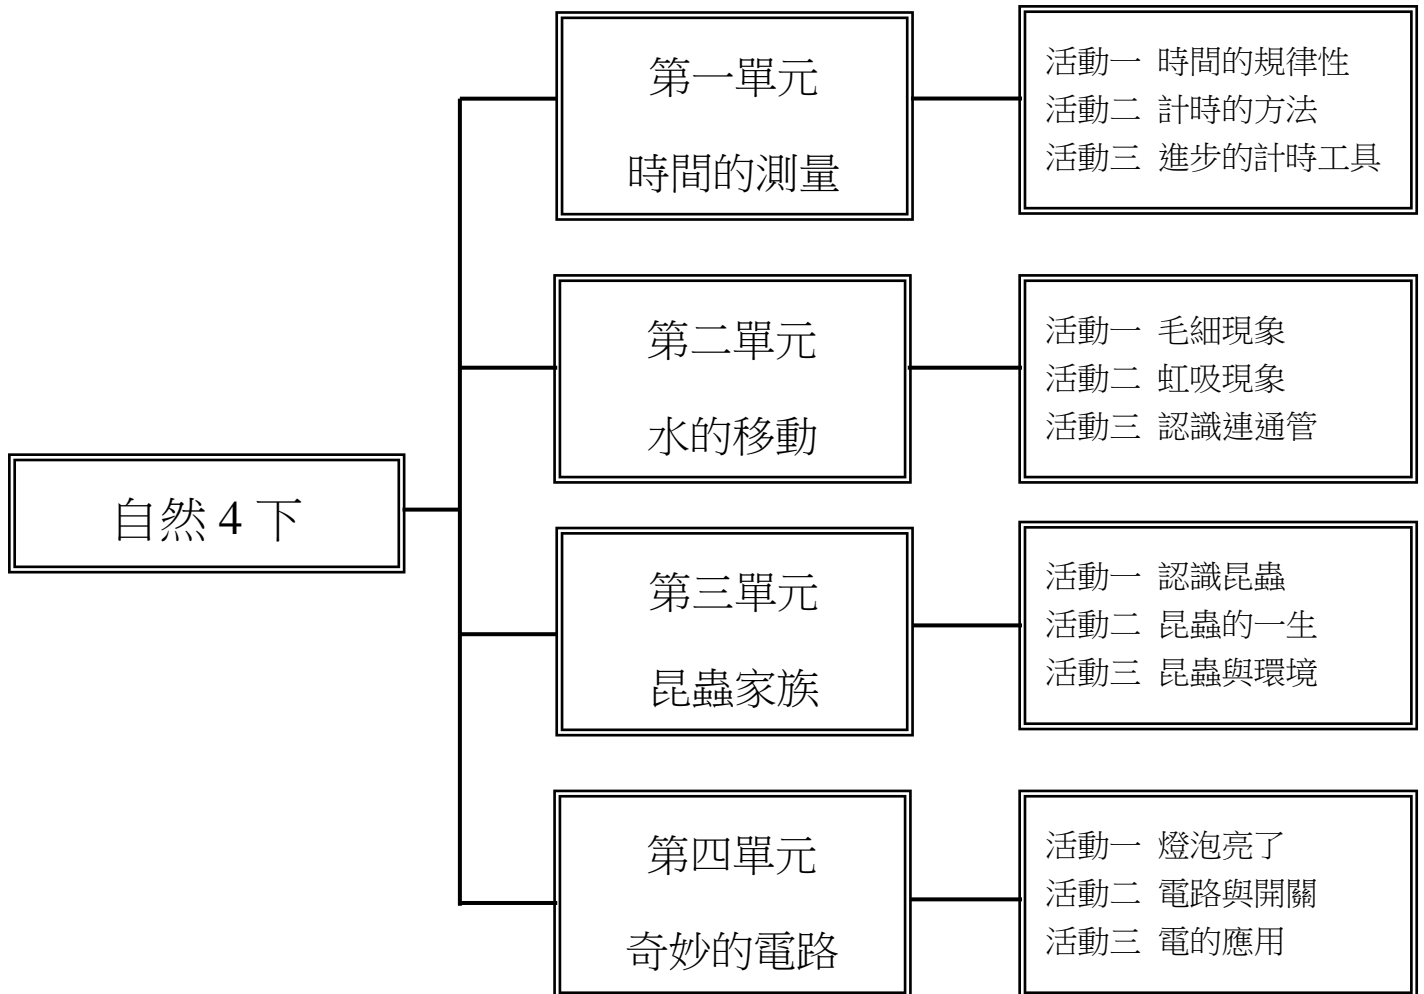 自然 4 下
第一單元
時間的測量
活動一 時間的規律性
活動二 計時的方法
活動三 進步的計時工具
第二單元
水的移動
活動一 毛細現象
活動二 虹吸現象
活動三 認識連通管
第三單元
昆蟲家族
活動一 認識昆蟲
活動二 昆蟲的一生
活動三 昆蟲與環境
第四單元
奇妙的電路
活動一 燈泡亮了
活動二 電路與開關
活動三 電的應用